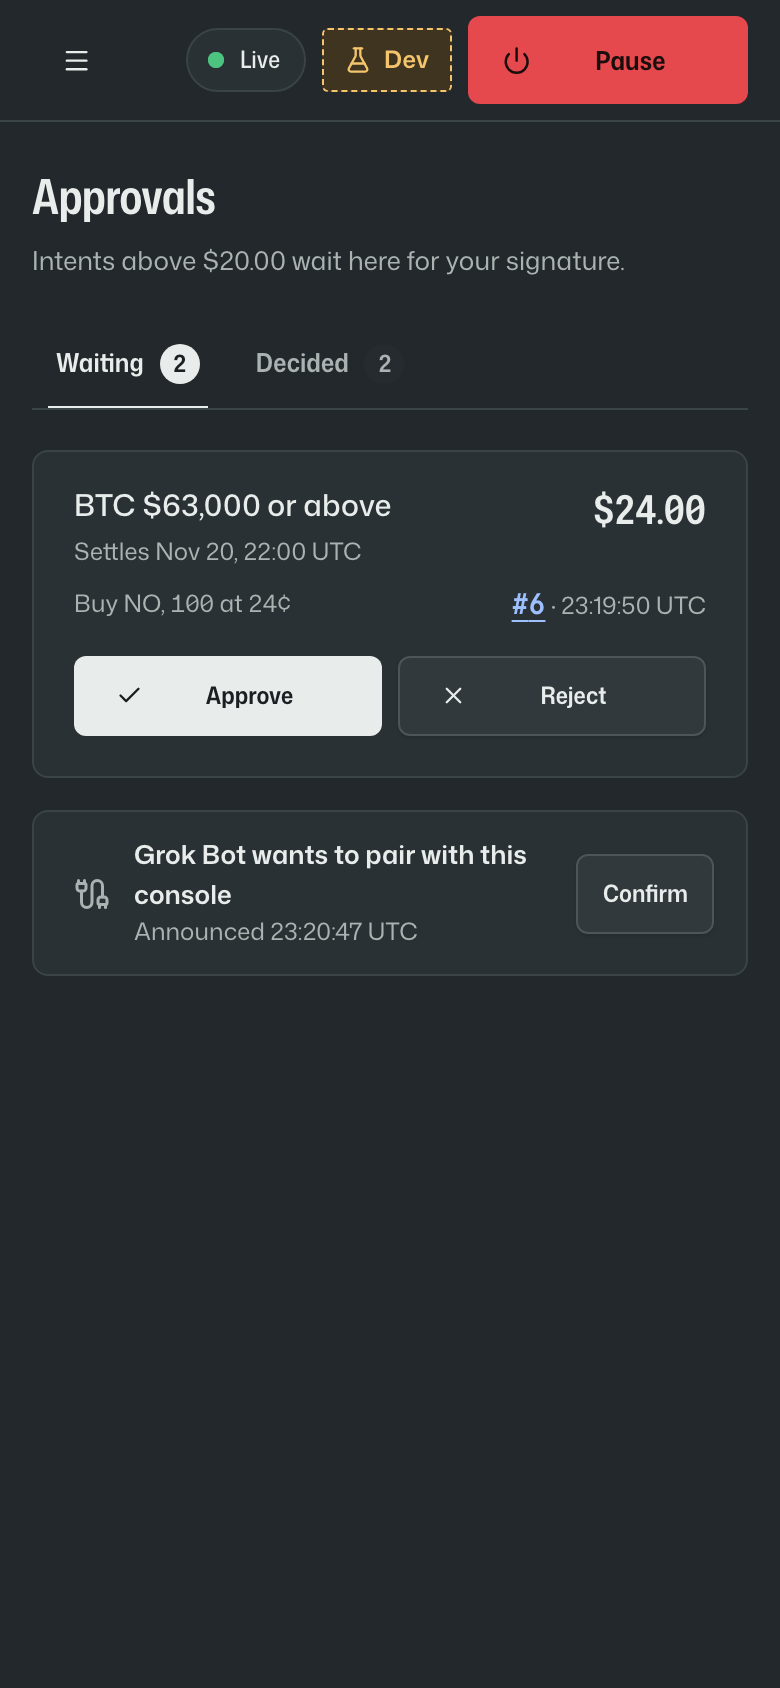 Live
Dev
Pause
Approvals
Intents above $20.00 wait here for your signature.
Waiting 2
Decided 2
BTC $63,000 or above
$24.00
Settles Nov 20, 22:00 UTC
Buy NO, 100 at 24¢
#6 · 23:19:50 UTC
Approve
Reject
Grok Bot wants to pair with this
console
Announced 23:20:47 UTC
Confirm